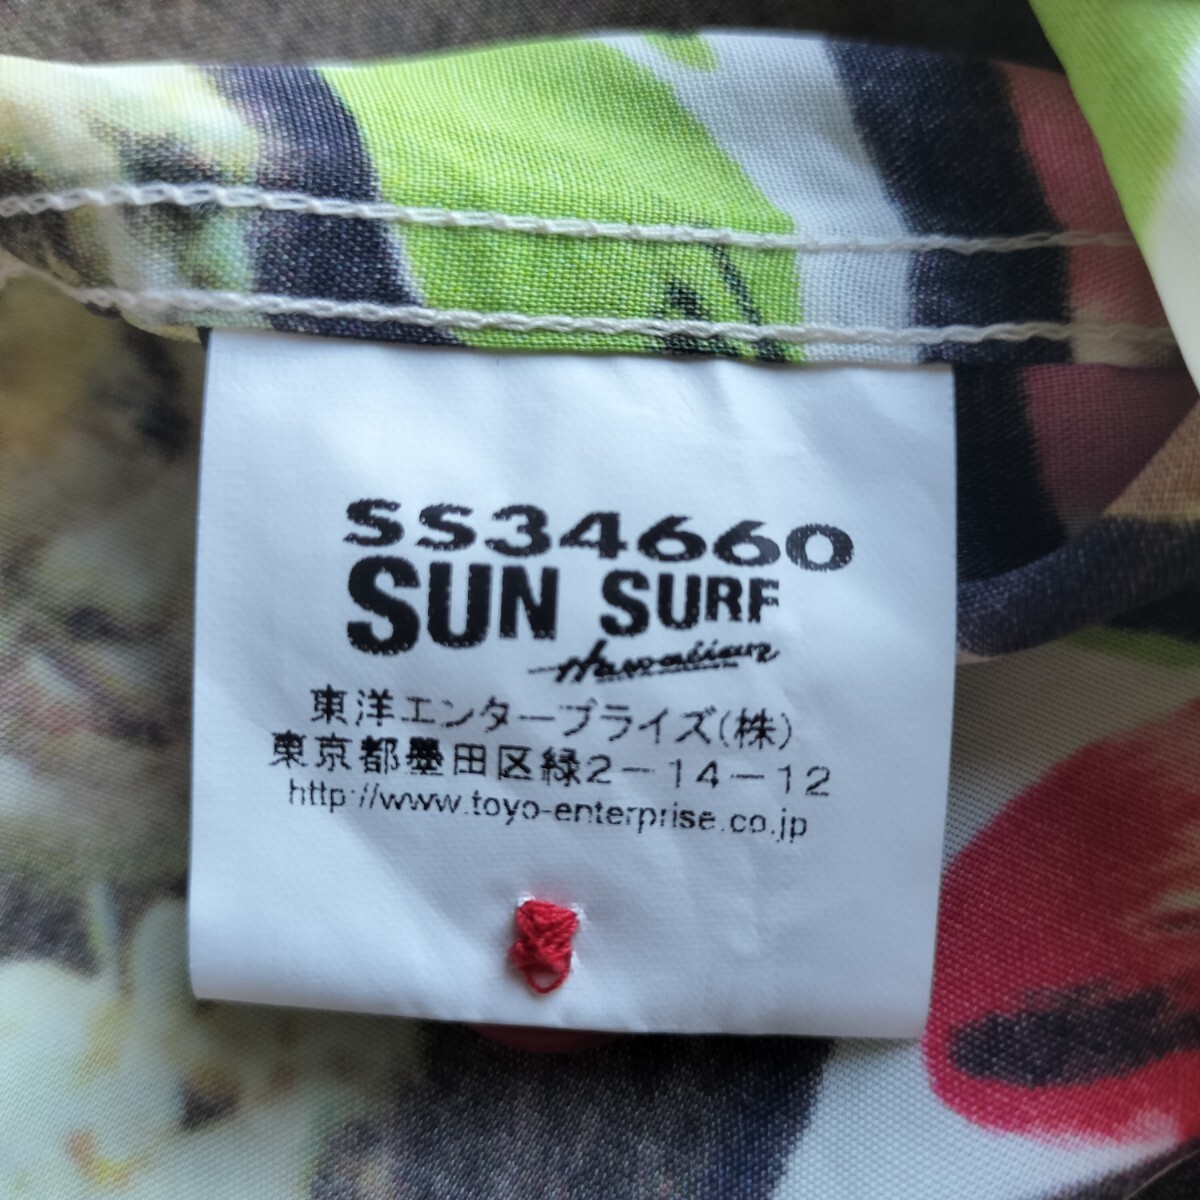 SS34660
SUN SURF
Hawaiian
東洋エンタープライズ(株)
東京都墨田区緑2-14-12
http://www.toyo-enterprise.co.jp